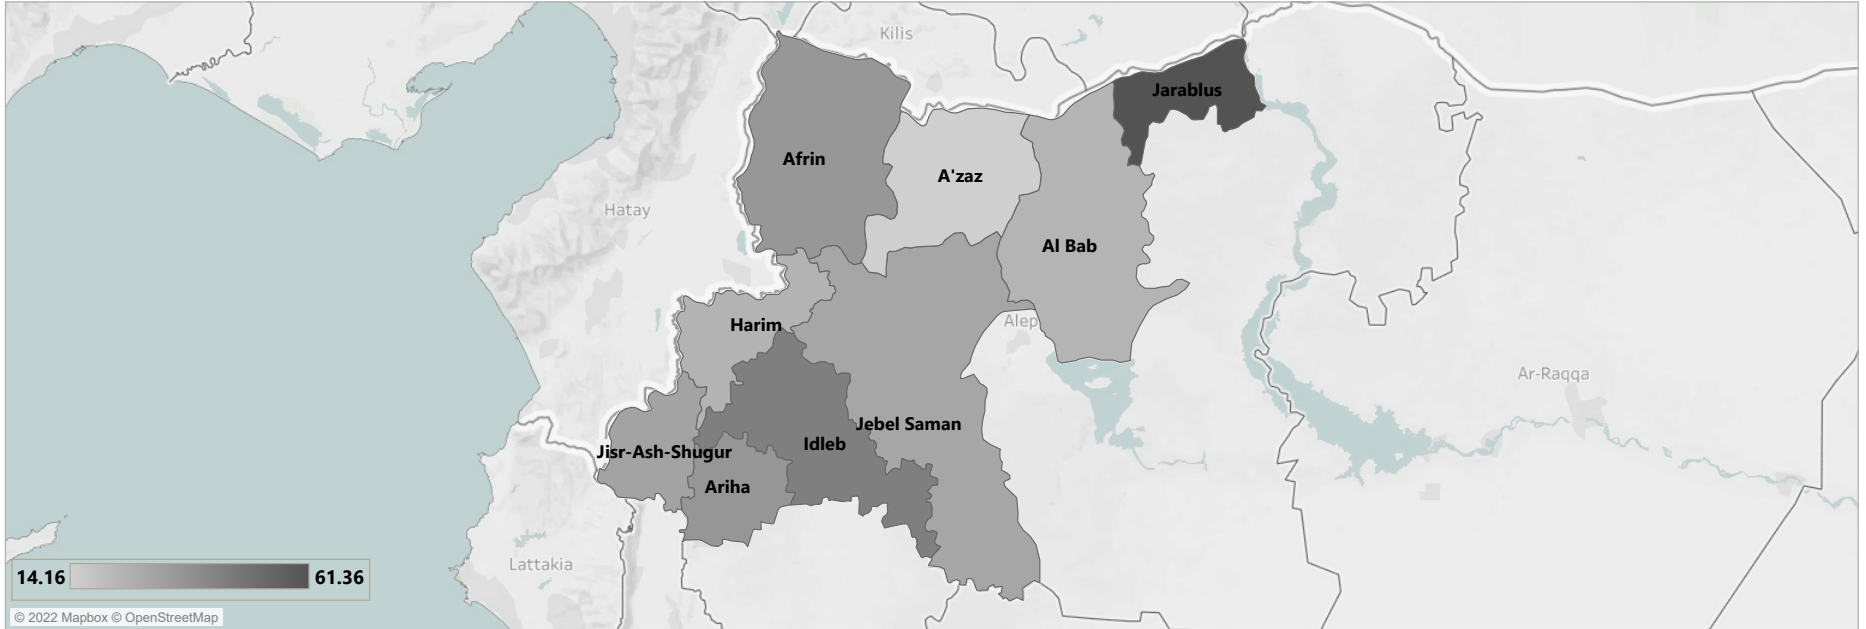 Kilis
Jarablus
Afrin
A'zaz
Hatay
Al Bab
Harim
Alep
Ar-Raqqa
Jebel Saman
Idleb
Jisr-Ash-Shugur
Ariha
Lattakia
14.16
61.36
© 2022 Mapbox © OpenStreetMap